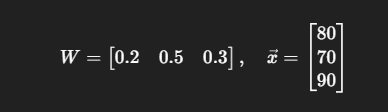 W = [0.2 0.5 0.3], x⃗ = [80 70 90]